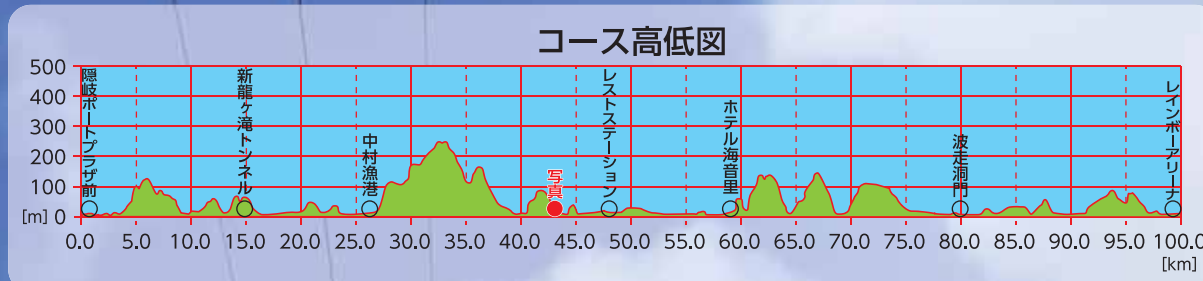 コース高低図
500
400
300
200
100
[m] 0
隠岐ポートプラザ前
新龍ヶ滝トンネル
中村漁港
写真
レストステーション
ホテル海音里
波走洞門
レインボーアリーナ
0.0 5.0 10.0 15.0 20.0 25.0 30.0 35.0 40.0 45.0 50.0 55.0 60.0 65.0 70.0 75.0 80.0 85.0 90.0 95.0 100.0
[km]